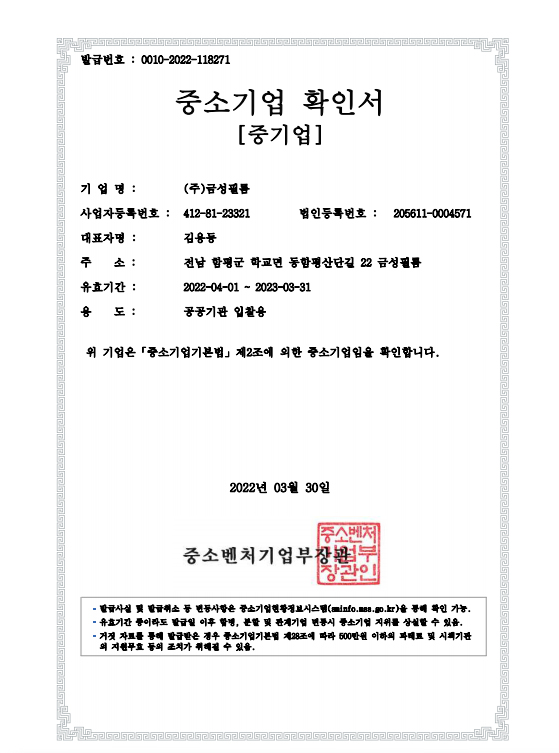 발급번호 : 0010-2022-118271
중소기업 확인서
[중기업]
기 업 명 : (주)금성필름
사업자등록번호 : 412-81-23321 법인등록번호 : 205611-0004571
대표자명 : 김용동
주 소 : 전남 함평군 학교면 동함평산단길 22 금성필름
유효기간 : 2022-04-01 ~ 2023-03-31
용 도 : 공공기관 입찰용
위 기업은「중소기업기본법」제2조에 의한 중소기업임을 확인합니다.
2022년 03월 30일
중소벤처기업부장관
중소벤처
기업부
장관인
- 발급사실 및 발급취소 등 변동사항은 중소기업현황정보시스템(sminfo.mss.go.kr)을 통해 확인 가능.
- 유효기간 중이라도 발급일 이후 합병, 분할 및 관계기업 변동시 중소기업 지위를 상실할 수 있음.
- 거짓 자료를 통해 발급받은 경우 중소기업기본법 제28조에 따라 500만원 이하의 과태료 및 시책기관
의 지원무효 등의 조치가 취해질 수 있음.